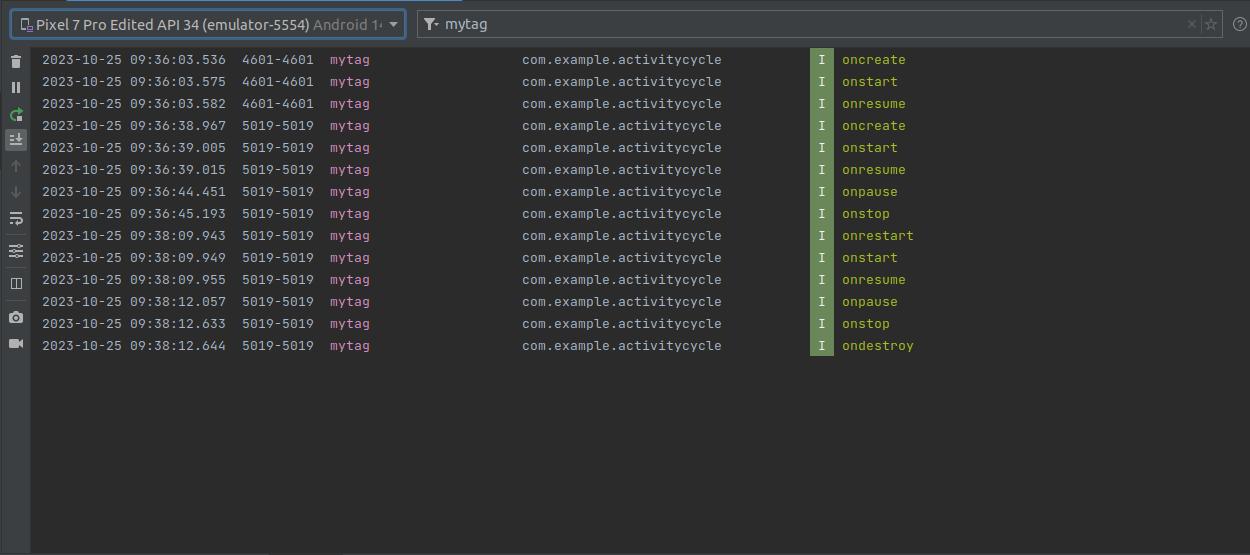 Pixel 7 Pro Edited API 34 (emulator-5554) Android 14 mytag
2023-10-25 09:36:03.536 4601-4601 mytag com.example.activitycycle I oncreate
2023-10-25 09:36:03.575 4601-4601 mytag com.example.activitycycle I onstart
2023-10-25 09:36:03.582 4601-4601 mytag com.example.activitycycle I onresume
2023-10-25 09:36:38.967 5019-5019 mytag com.example.activitycycle I oncreate
2023-10-25 09:36:39.005 5019-5019 mytag com.example.activitycycle I onstart
2023-10-25 09:36:39.015 5019-5019 mytag com.example.activitycycle I onresume
2023-10-25 09:36:44.451 5019-5019 mytag com.example.activitycycle I onpause
2023-10-25 09:36:45.193 5019-5019 mytag com.example.activitycycle I onstop
2023-10-25 09:38:09.943 5019-5019 mytag com.example.activitycycle I onrestart
2023-10-25 09:38:09.949 5019-5019 mytag com.example.activitycycle I onstart
2023-10-25 09:38:09.955 5019-5019 mytag com.example.activitycycle I onresume
2023-10-25 09:38:12.057 5019-5019 mytag com.example.activitycycle I onpause
2023-10-25 09:38:12.633 5019-5019 mytag com.example.activitycycle I onstop
2023-10-25 09:38:12.644 5019-5019 mytag com.example.activitycycle I ondestroy